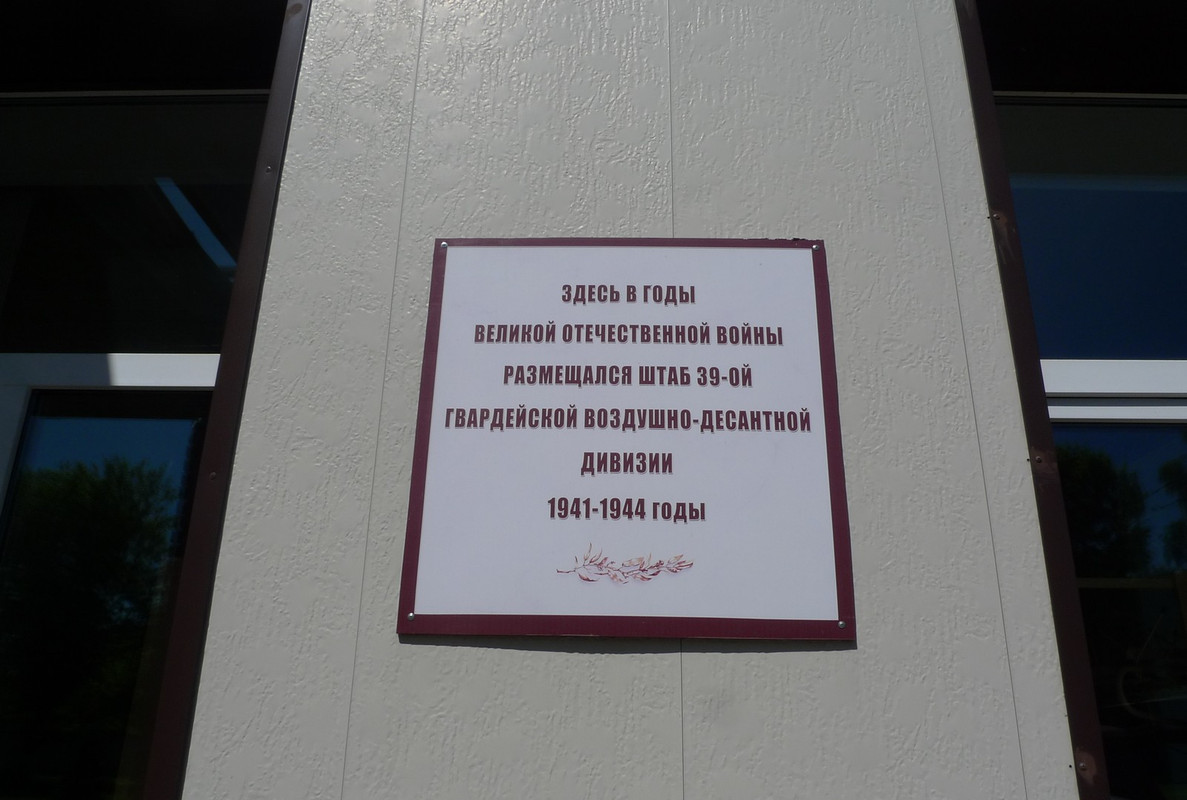 ЗДЕСЬ В ГОДЫ
ВЕЛИКОЙ ОТЕЧЕСТВЕННОЙ ВОЙНЫ
РАЗМЕЩАЛСЯ ШТАБ 39-ОЙ
ГВАРДЕЙСКОЙ ВОЗДУШНО-ДЕСАНТНОЙ
ДИВИЗИИ
1941-1944 годы